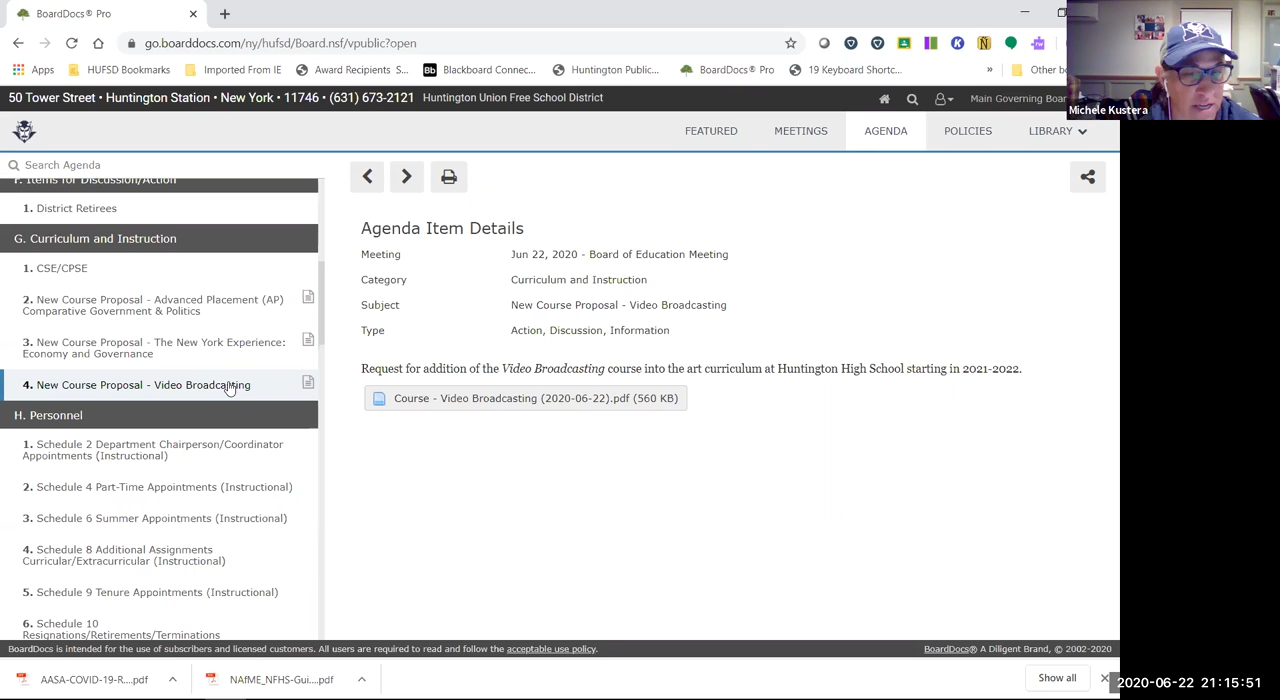 BoardDocs® Pro
go.boarddocs.com/ny/hufsd/Board.nsf/vpublic?open
Apps
HUFSD Bookmarks
Imported From IE
Award Recipients S...
Bb
Blackboard Connec...
Huntington Public...
BoardDocs® Pro
19 Keyboard Shortc...
»
Other bo
50 Tower Street • Huntington Station • New York • 11746 • (631) 673-2121 Huntington Union Free School District
Main Governing Boar
Michele Kustera
FEATURED
MEETINGS
AGENDA
POLICIES
LIBRARY
Search Agenda
F. Items for Discussion/Action
1. District Retirees
G. Curriculum and Instruction
1. CSE/CPSE
2. New Course Proposal - Advanced Placement (AP)
Comparative Government & Politics
3. New Course Proposal - The New York Experience:
Economy and Governance
4. New Course Proposal - Video Broadcasting
H. Personnel
1. Schedule 2 Department Chairperson/Coordinator
Appointments (Instructional)
2. Schedule 4 Part-Time Appointments (Instructional)
3. Schedule 6 Summer Appointments (Instructional)
4. Schedule 8 Additional Assignments
Curricular/Extracurricular (Instructional)
5. Schedule 9 Tenure Appointments (Instructional)
6. Schedule 10
Resignations/Retirements/Terminations
Agenda Item Details
Meeting Jun 22, 2020 - Board of Education Meeting
Category Curriculum and Instruction
Subject New Course Proposal - Video Broadcasting
Type Action, Discussion, Information
Request for addition of the Video Broadcasting course into the art curriculum at Huntington High School starting in 2021-2022.
Course - Video Broadcasting (2020-06-22).pdf (560 KB)
BoardDocs is intended for the use of subscribers and licensed customers. All users are required to read and follow the acceptable use policy.
BoardDocs® A Diligent Brand, © 2002-2020
AASA-COVID-19-R....pdf
NAfME_NFHS-Gui....pdf
Show all
2020-06-22 21:15:51